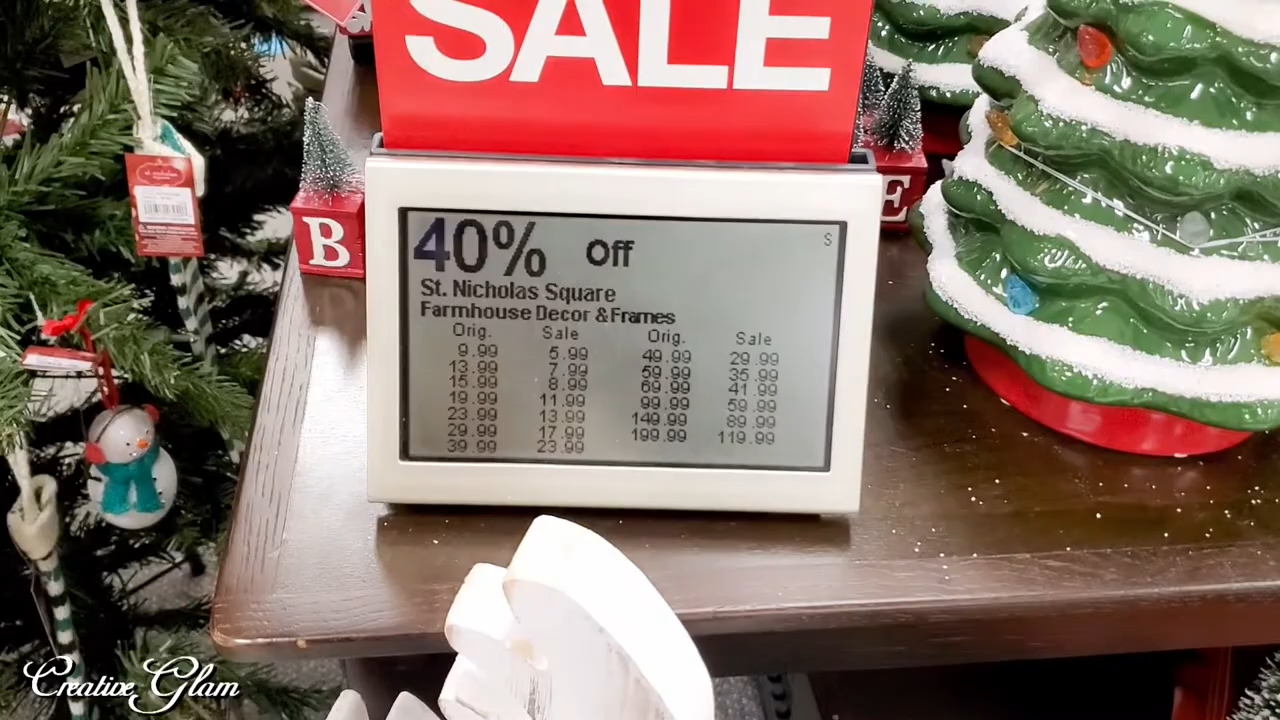 SALE
st. nicholas
B
E
40% Off
S
St. Nicholas Square
Farmhouse Decor & Frames
Orig. Sale Orig. Sale
9.99 5.99 49.99 29.99
13.99 7.99 59.99 35.99
15.99 8.99 69.99 41.99
19.99 11.99 99.99 59.99
23.99 13.99 149.99 89.99
29.99 17.99 199.99 119.99
39.99 23.99
Creative Glam